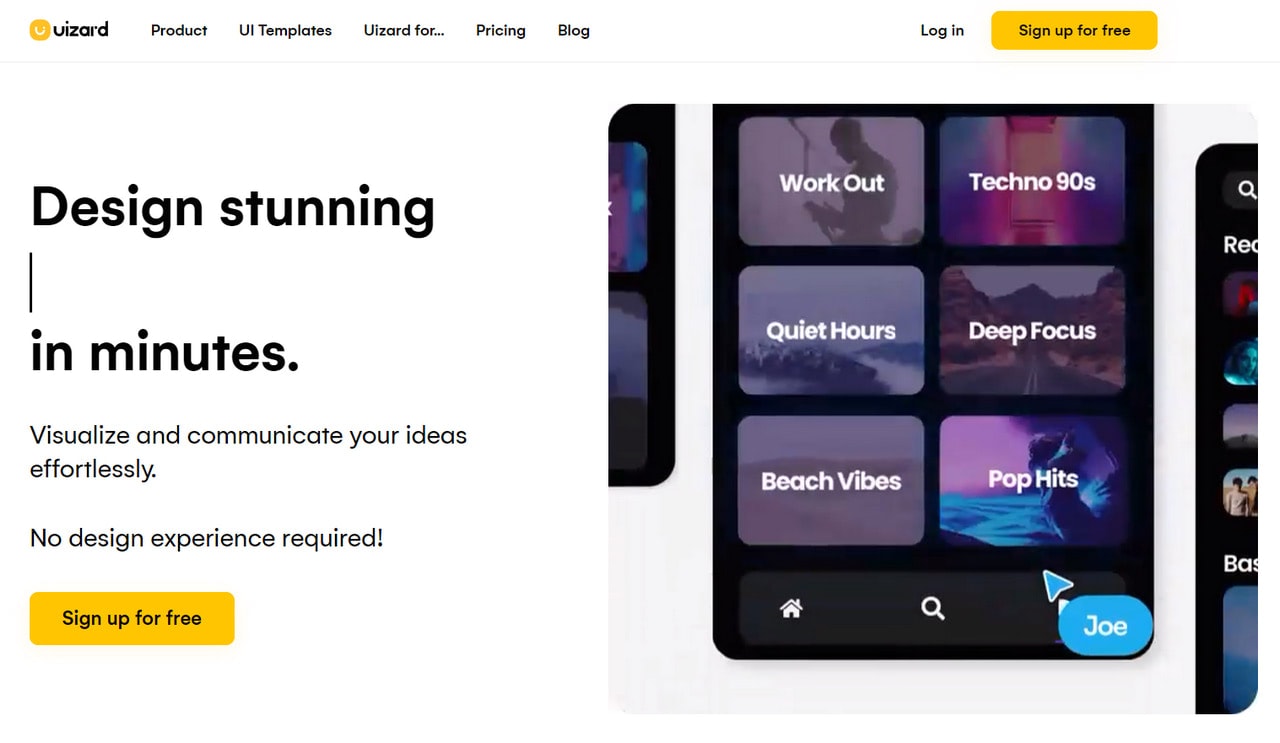 uizard
Product
UI Templates
Uizard for...
Pricing
Blog
Log in
Sign up for free
Design stunning
in minutes.
Visualize and communicate your ideas
effortlessly.
No design experience required!
Sign up for free
Work Out
Techno 90s
Quiet Hours
Deep Focus
Beach Vibes
Pop Hits
Joe
Rec
Bas